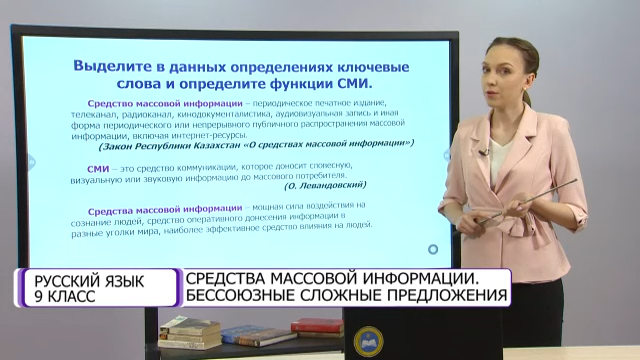 Выделите в данных определениях ключевые
слова и определите функции СМИ.
Средство массовой информации – периодическое печатное издание,
телеканал, радиоканал, кинодокументалистика, аудиовизуальная запись и иная
форма периодического или непрерывного публичного распространения массовой
информации, включая интернет-ресурсы.
(Закон Республики Казахстан «О средствах массовой информации»)
СМИ – это средство коммуникации, которое доносит словесную,
визуальную или звуковую информацию до массового потребителя.
(О. Левандовский)
Средства массовой информации – мощная сила воздействия на
сознание людей, средство оперативного донесения информации в
разные уголки мира, наиболее эффективное средство влияния на людей.
РУССКИЙ ЯЗЫК
9 КЛАСС
СРЕДСТВА МАССОВОЙ ИНФОРМАЦИИ.
БЕССОЮЗНЫЕ СЛОЖНЫЕ ПРЕДЛОЖЕНИЯ